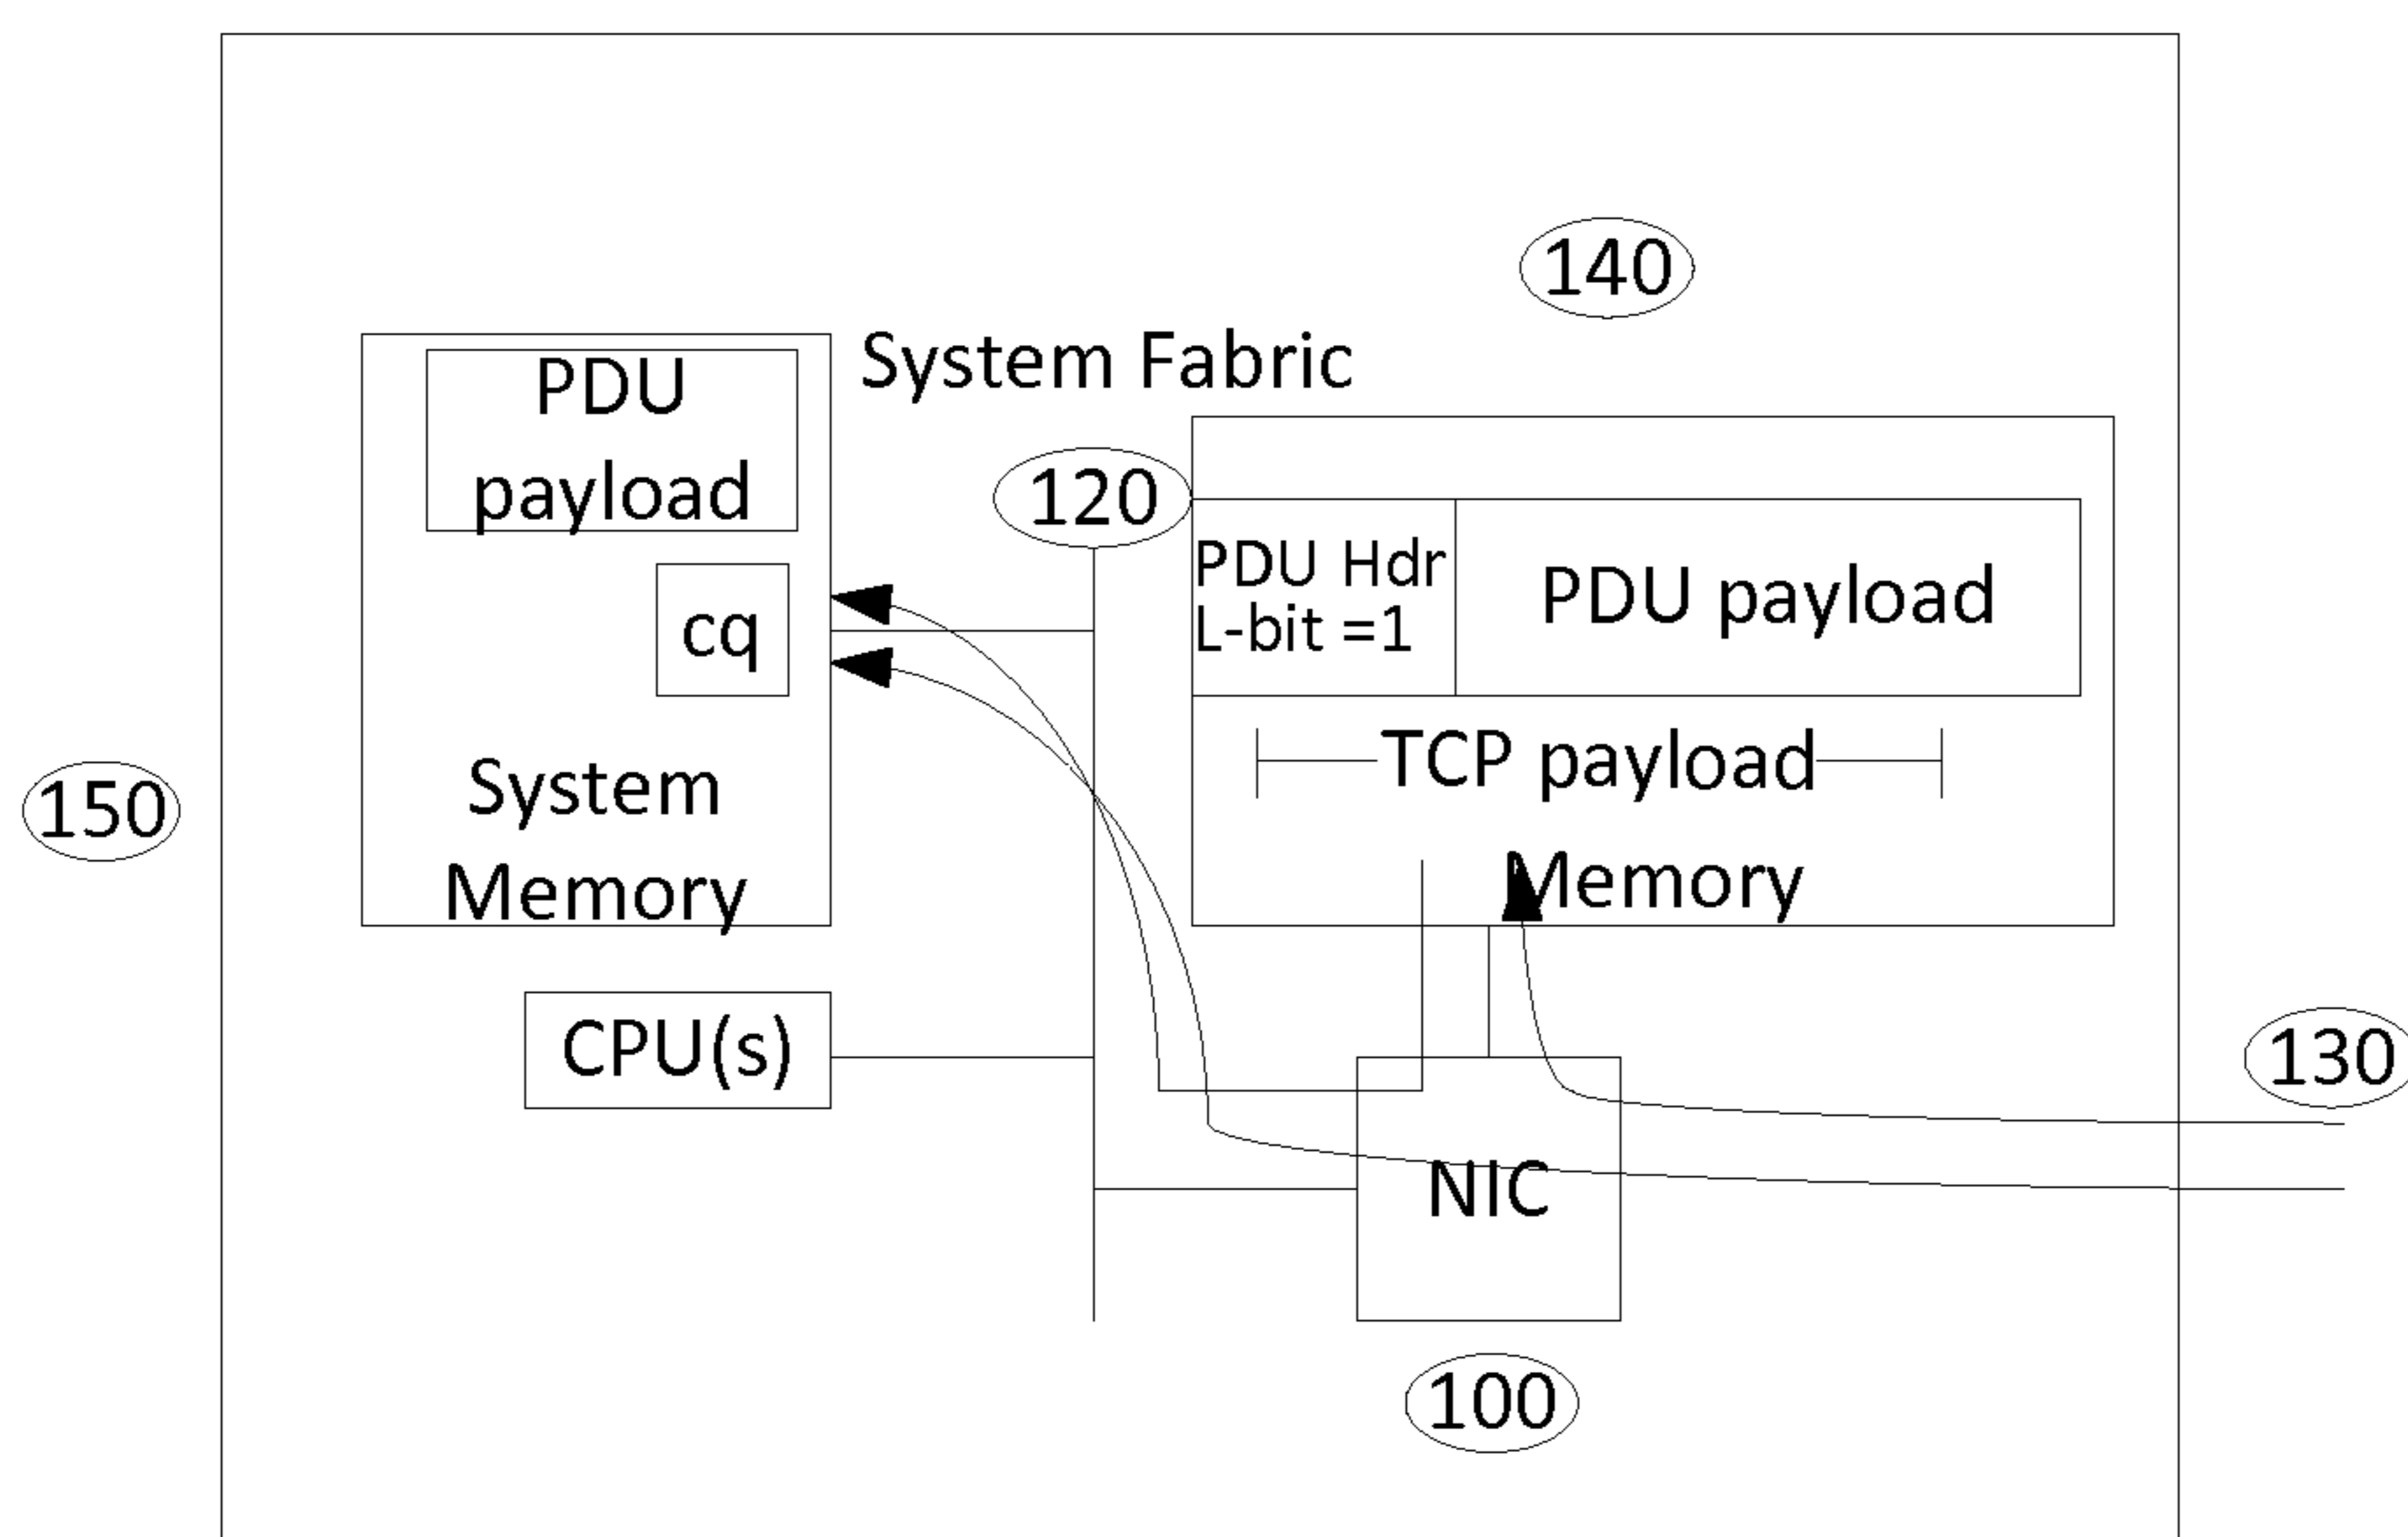 140
System Fabric
PDU
payload
120
PDU Hdr
L-bit =1
PDU payload
cq
TCP payload
System
Memory
Memory
150
CPU(s)
130
NIC
100